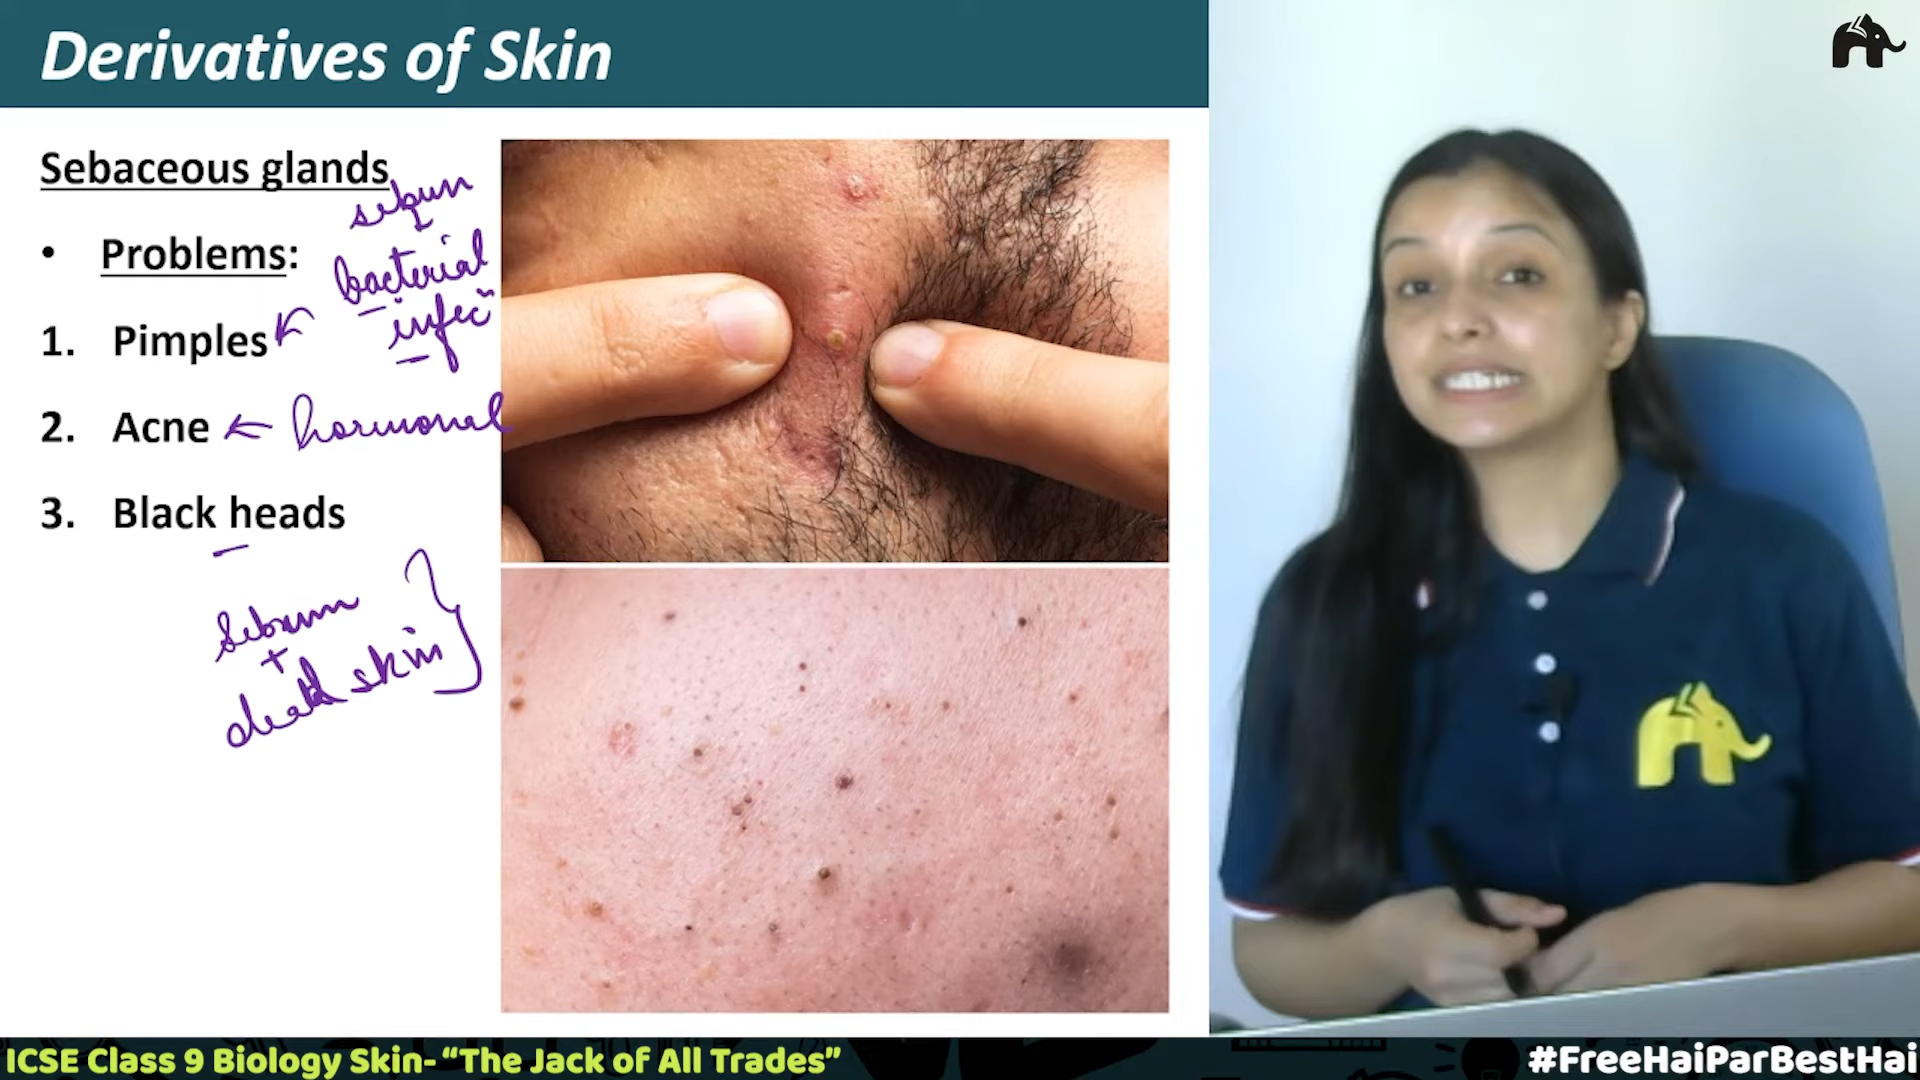 Derivatives of Skin
Sebaceous glands
sebum
• Problems:
bacterial
infec^n
1. Pimples
2. Acne ← hormonal
3. Black heads
Sebum
+
dead skin
ICSE Class 9 Biology Skin- “The Jack of All Trades”
#FreeHaiParBestHai